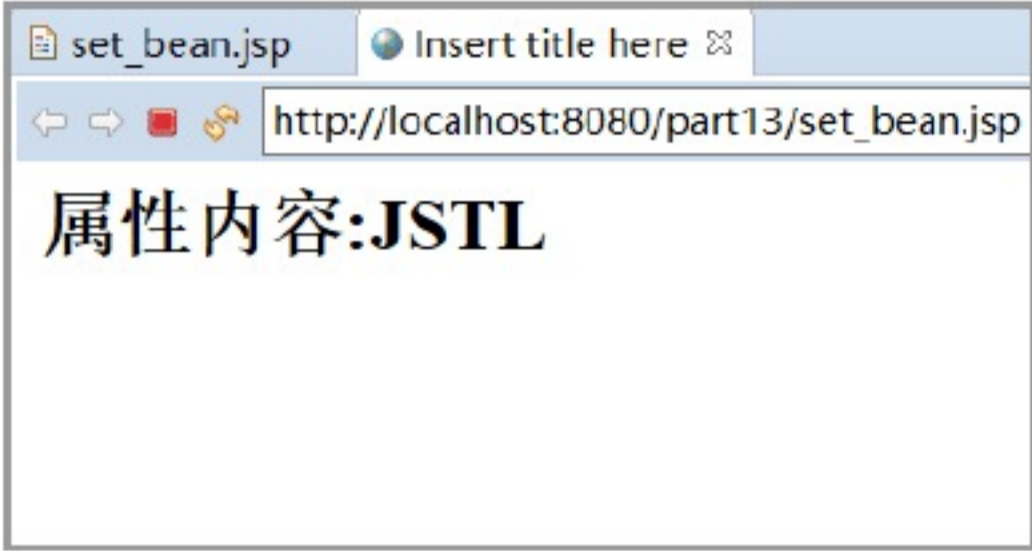 set_bean.jsp Insert title here
http://localhost:8080/part13/set_bean.jsp
属性内容:JSTL